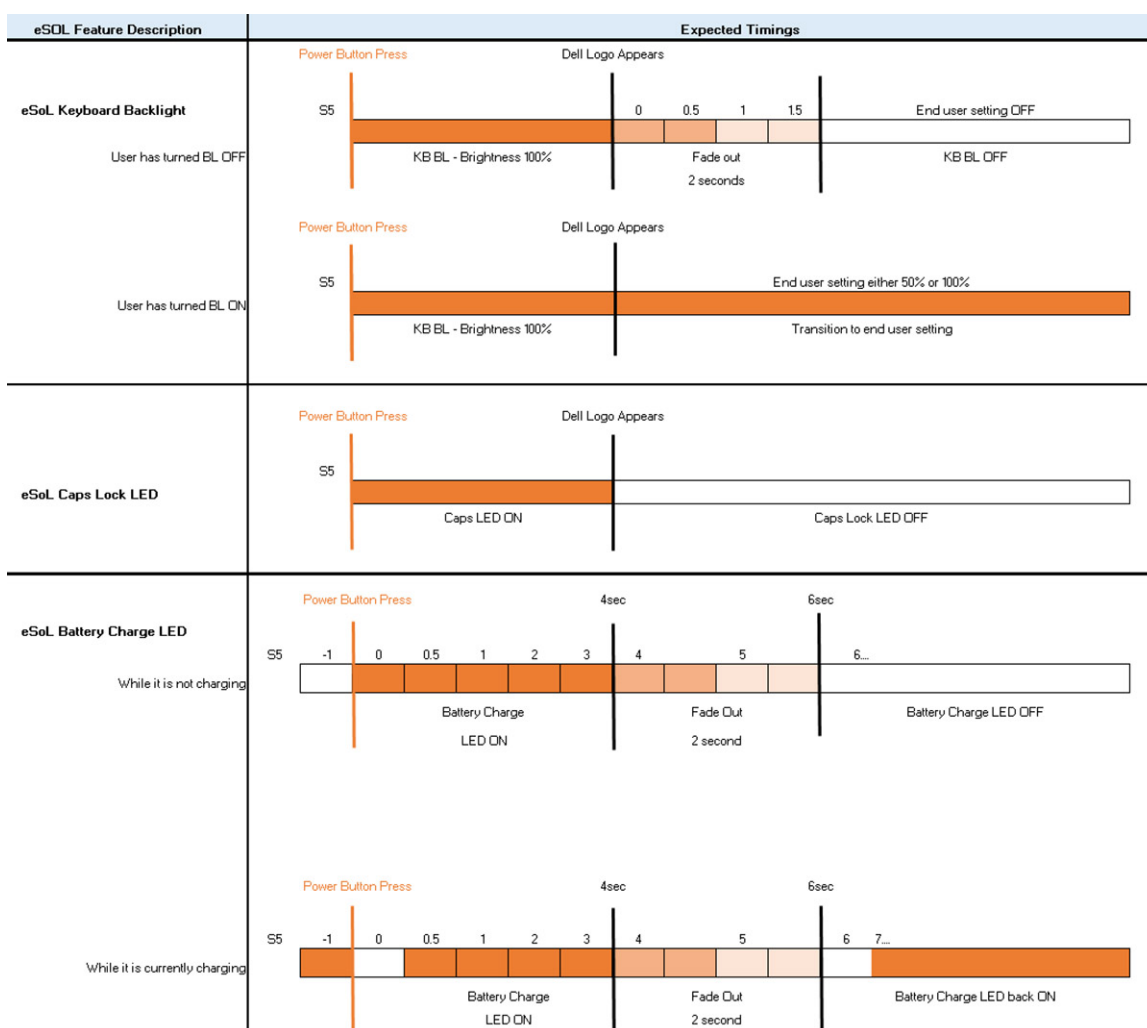 eSOL Feature Description
Expected Timings
Power Button Press
Dell Logo Appears
eSoL Keyboard Backlight
S5
0 0.5 1 1.5
End user setting OFF
User has turned BL OFF
KB BL - Brightness 100%
Fade out
KB BL OFF
2 seconds
Power Button Press
Dell Logo Appears
S5
End user setting either 50% or 100%
User has turned BL ON
KB BL - Brightness 100%
Transition to end user setting
Power Button Press
Dell Logo Appears
S5
eSoL Caps Lock LED
Caps LED ON
Caps Lock LED OFF
Power Button Press
4sec
6sec
eSoL Battery Charge LED
S5 -1 0 0.5 1 2 3 4 5 6....
While it is not charging
Battery Charge
Fade Out
Battery Charge LED OFF
LED ON
2 second
Power Button Press
4sec
6sec
S5 -1 0 0.5 1 2 3 4 5 6 7....
While it is currently charging
Battery Charge
Fade Out
Battery Charge LED back ON
LED ON
2 second